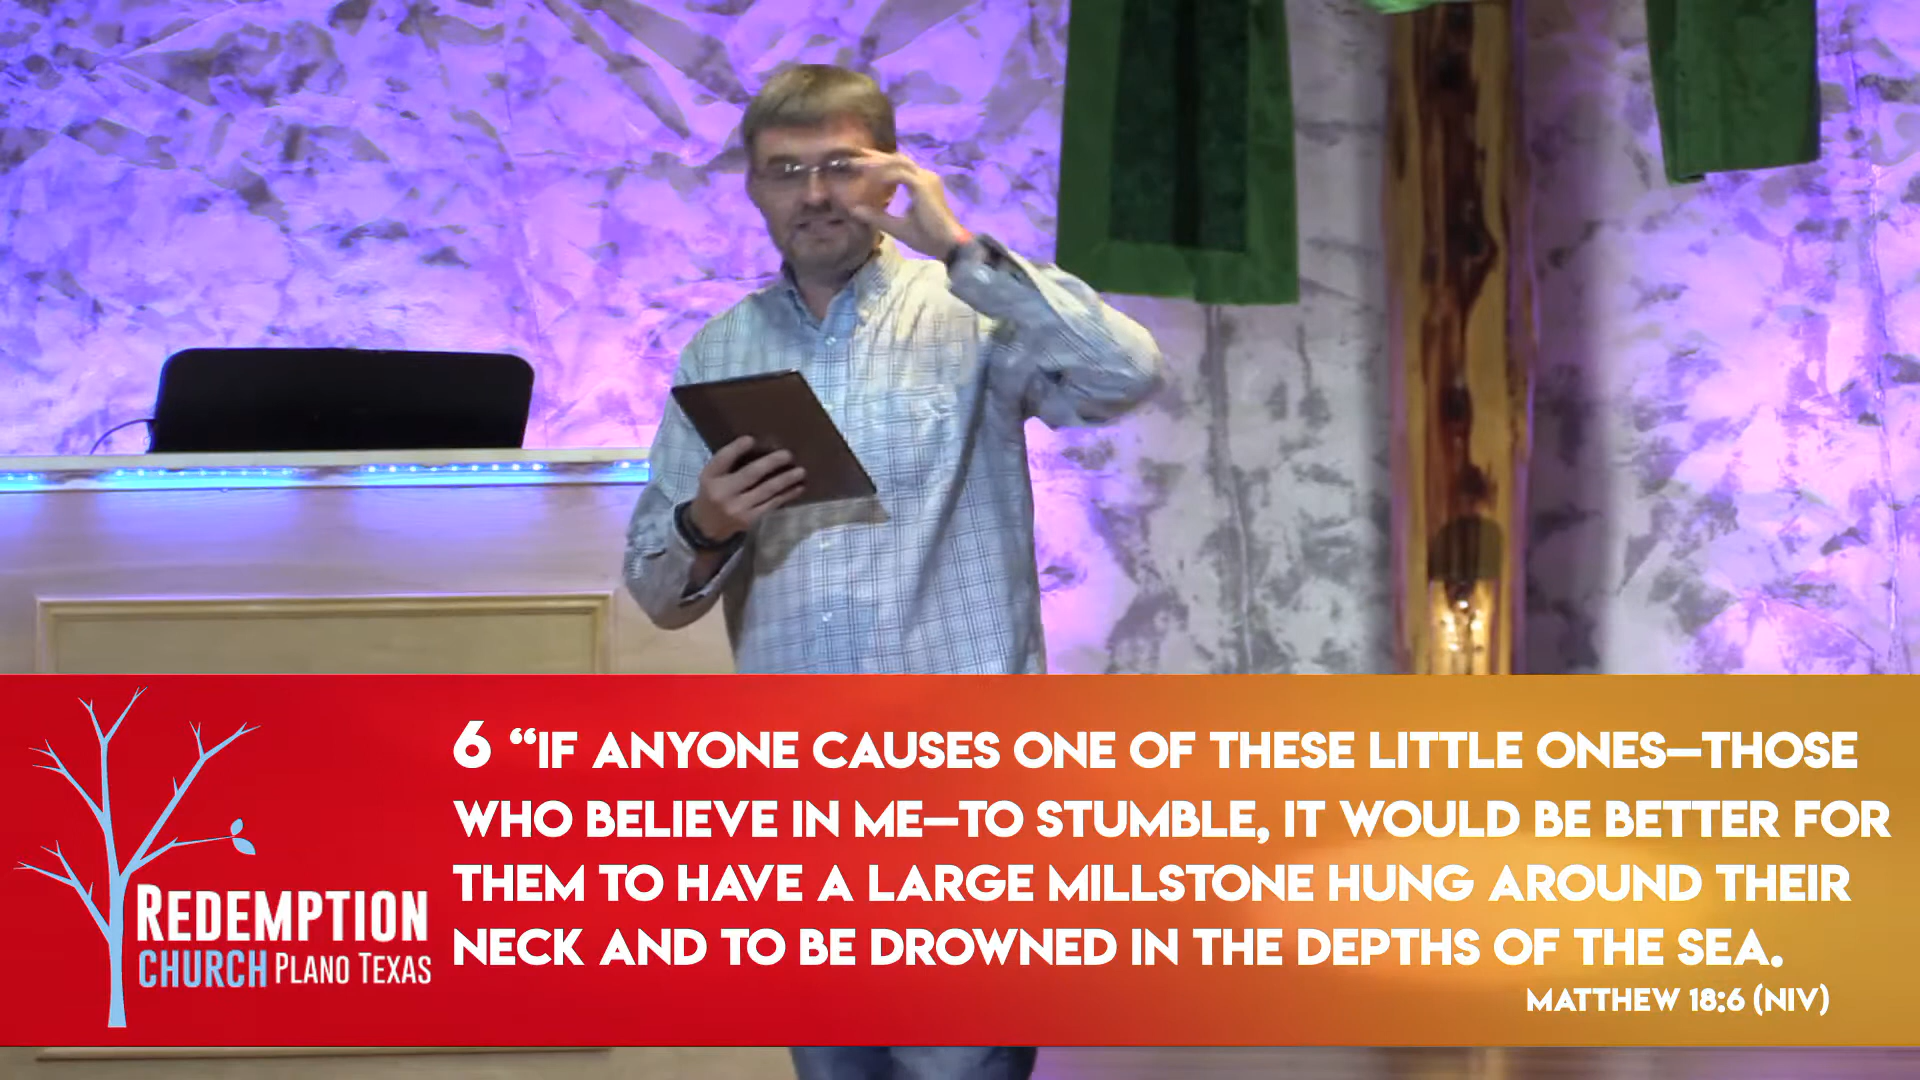 6 “IF ANYONE CAUSES ONE OF THESE LITTLE ONES—THOSE
WHO BELIEVE IN ME—TO STUMBLE, IT WOULD BE BETTER FOR
THEM TO HAVE A LARGE MILLSTONE HUNG AROUND THEIR
NECK AND TO BE DROWNED IN THE DEPTHS OF THE SEA.
MATTHEW 18:6 (NIV)
REDEMPTION
CHURCH PLANO TEXAS